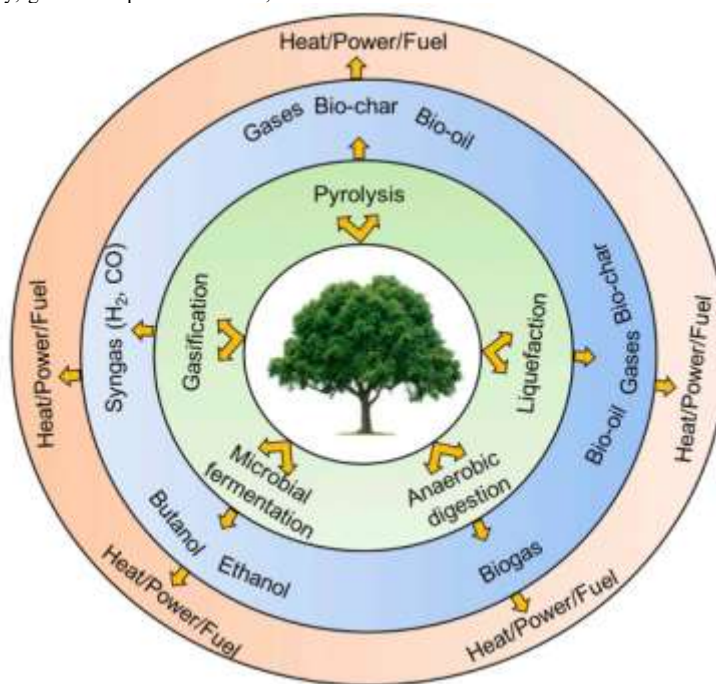 Heat/Power/Fuel
Gases Bio-char Bio-oil
Pyrolysis
Gasification
Syngas (H₂, CO)
Heat/Power/Fuel
Liquefaction
Bio-oil Gases Bio-char
Heat/Power/Fuel
Microbial
fermentation
Butanol Ethanol
Heat/Power/Fuel
Anaerobic
digestion
Biogas
Heat/Power/Fuel